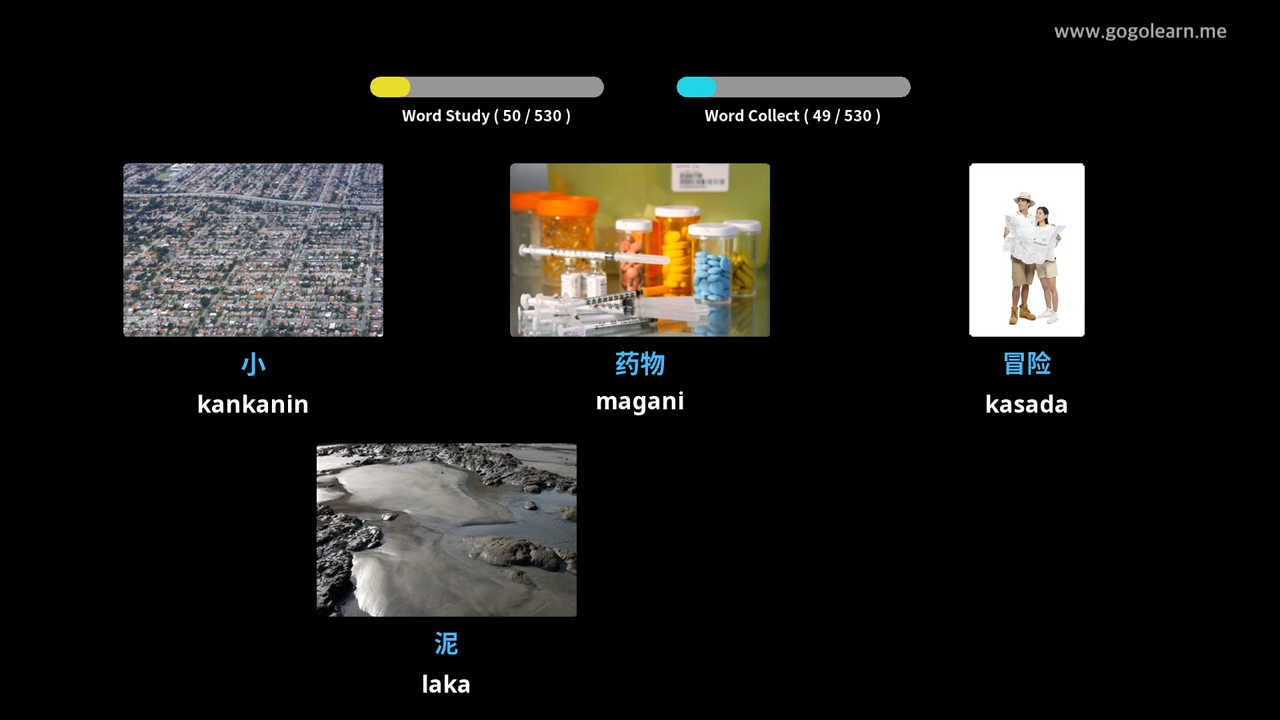 www.gogolearn.me
Word Study ( 50 / 530 )
Word Collect ( 49 / 530 )
小
kankanin
药物
magani
冒险
kasada
泥
laka